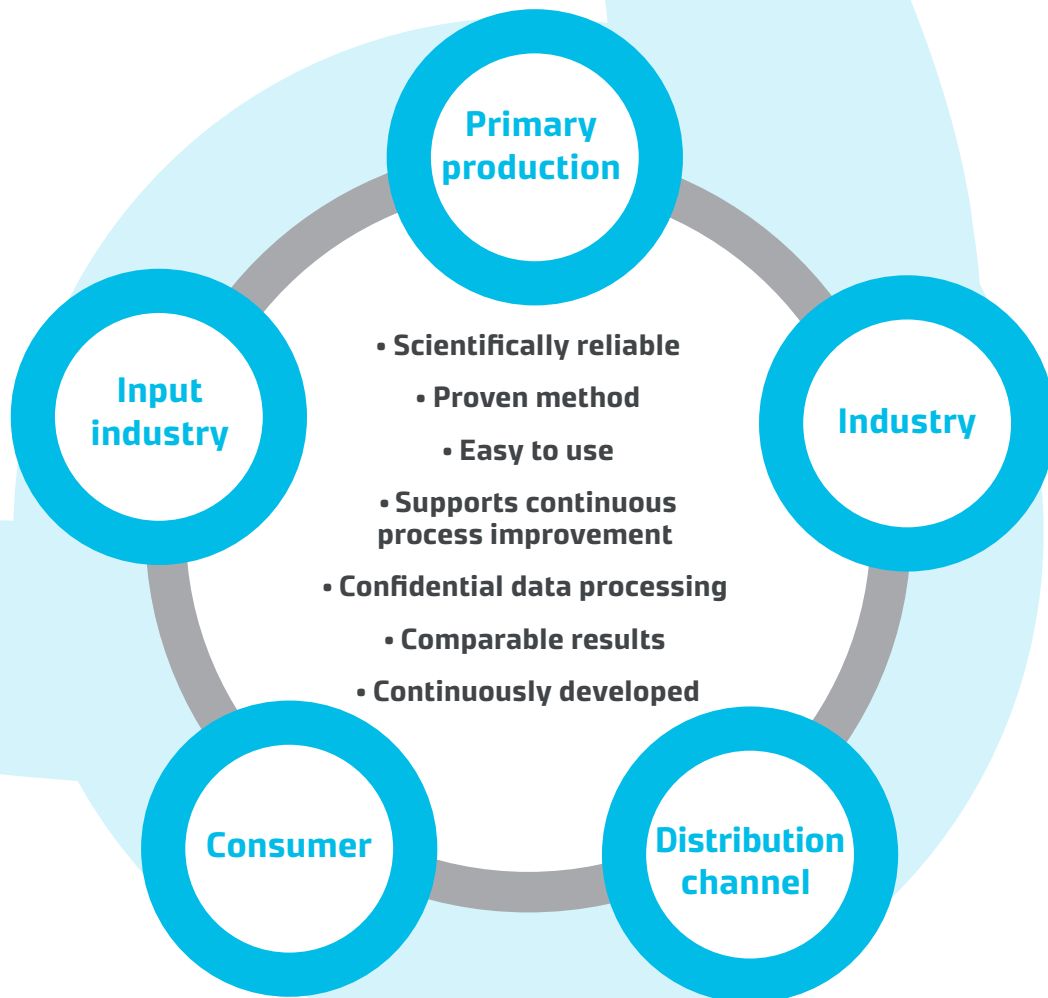 Primary
production
Input
industry
Industry
• Scientifically reliable
• Proven method
• Easy to use
• Supports continuous
process improvement
• Confidential data processing
• Comparable results
• Continuously developed
Consumer
Distribution
channel